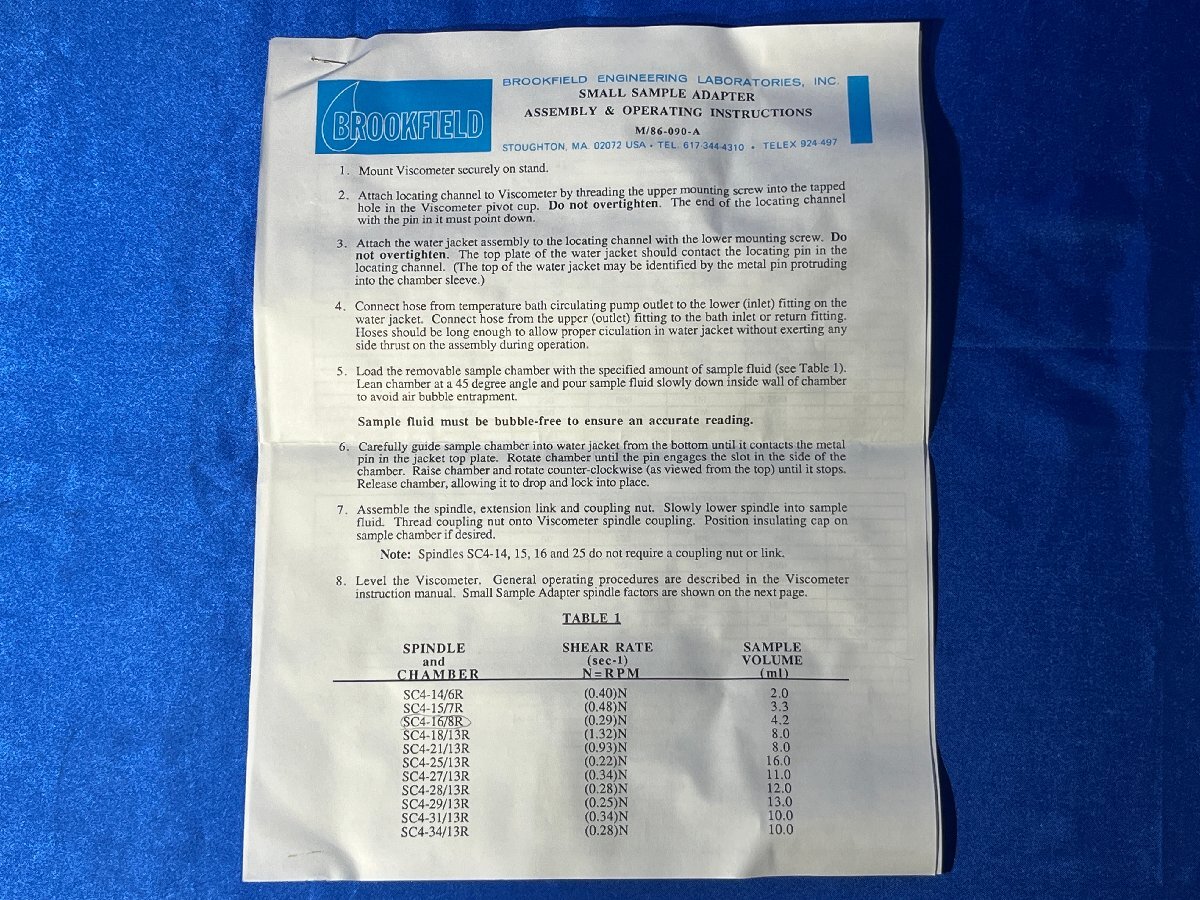 BROOKFIELD
BROOKFIELD ENGINEERING LABORATORIES, INC.
SMALL SAMPLE ADAPTER
ASSEMBLY & OPERATING INSTRUCTIONS
M/86-090-A
STOUGHTON, MA. 02072 USA • TEL. 617-344-4310 • TELEX 924-497
1. Mount Viscometer securely on stand.
2. Attach locating channel to Viscometer by threading the upper mounting screw into the tapped
hole in the Viscometer pivot cup. Do not overtighten. The end of the locating channel
with the pin in it must point down.
3. Attach the water jacket assembly to the locating channel with the lower mounting screw. Do
not overtighten. The top plate of the water jacket should contact the locating pin in the
locating channel. (The top of the water jacket may be identified by the metal pin protruding
into the chamber sleeve.)
4. Connect hose from temperature bath circulating pump outlet to the lower (inlet) fitting on the
water jacket. Connect hose from the upper (outlet) fitting to the bath inlet or return fitting.
Hoses should be long enough to allow proper ciculation in water jacket without exerting any
side thrust on the assembly during operation.
5. Load the removable sample chamber with the specified amount of sample fluid (see Table 1).
Lean chamber at a 45 degree angle and pour sample fluid slowly down inside wall of chamber
to avoid air bubble entrapment.
Sample fluid must be bubble-free to ensure an accurate reading.
6. Carefully guide sample chamber into water jacket from the bottom until it contacts the metal
pin in the jacket top plate. Rotate chamber until the pin engages the slot in the side of the
chamber. Raise chamber and rotate counter-clockwise (as viewed from the top) until it stops.
Release chamber, allowing it to drop and lock into place.
7. Assemble the spindle, extension link and coupling nut. Slowly lower spindle into sample
fluid. Thread coupling nut onto Viscometer spindle coupling. Position insulating cap on
sample chamber if desired.
Note: Spindles SC4-14, 15, 16 and 25 do not require a coupling nut or link.
8. Level the Viscometer. General operating procedures are described in the Viscometer
instruction manual. Small Sample Adapter spindle factors are shown on the next page.
TABLE 1
SPINDLE SHEAR RATE SAMPLE
and (sec-1) VOLUME
CHAMBER N=RPM (ml)
SC4-14/6R (0.40)N 2.0
SC4-15/7R (0.48)N 3.3
SC4-16/8R (0.29)N 4.2
SC4-18/13R (1.32)N 8.0
SC4-21/13R (0.93)N 8.0
SC4-25/13R (0.22)N 16.0
SC4-27/13R (0.34)N 11.0
SC4-28/13R (0.28)N 12.0
SC4-29/13R (0.25)N 13.0
SC4-31/13R (0.34)N 10.0
SC4-34/13R (0.28)N 10.0